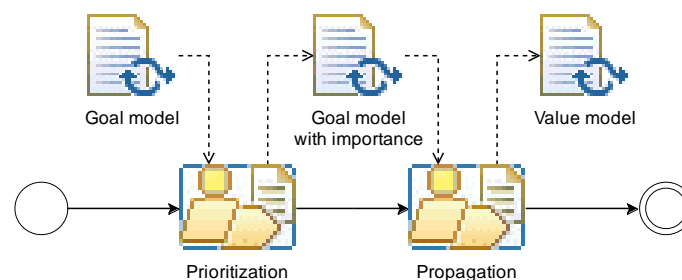 Goal model
Goal model
with importance
Value model
Prioritization
Propagation